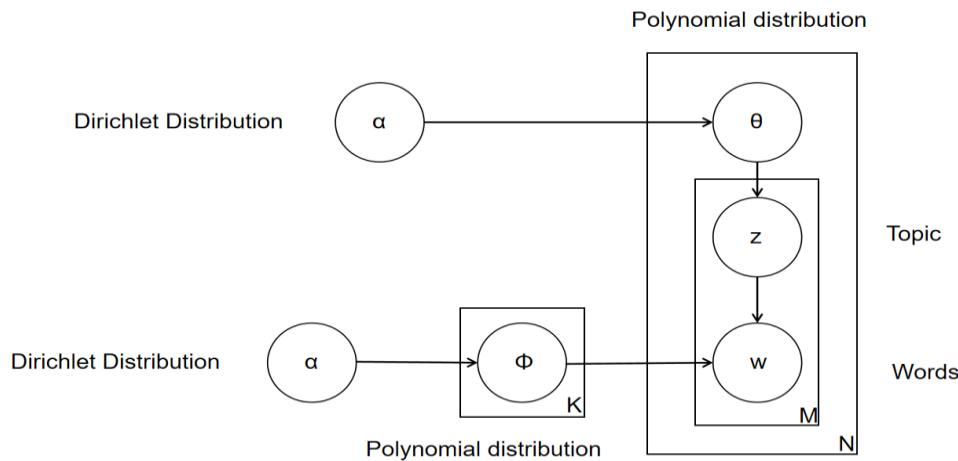 Polynomial distribution
Dirichlet Distribution
α
θ
z
Topic
Dirichlet Distribution
α
Φ
w
Words
K
M
N
Polynomial distribution